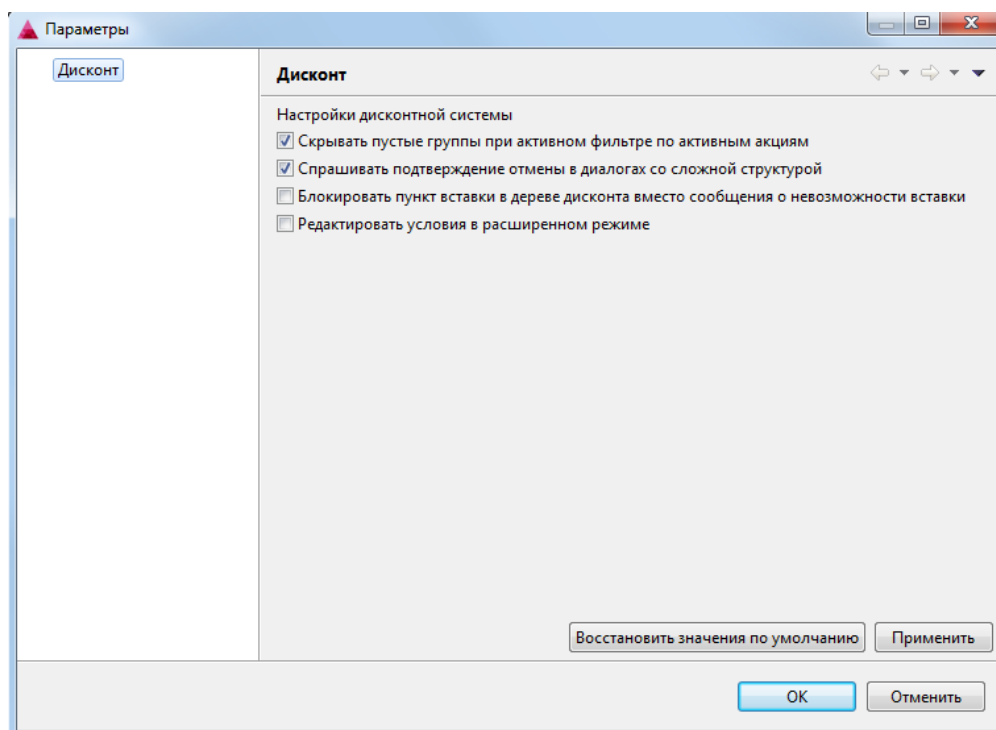 Параметры
Дисконт
Дисконт
Настройки дисконтной системы
Скрывать пустые группы при активном фильтре по активным акциям
Спрашивать подтверждение отмены в диалогах со сложной структурой
Блокировать пункт вставки в дереве дисконта вместо сообщения о невозможности вставки
Редактировать условия в расширенном режиме
Восстановить значения по умолчанию Применить
OK Отменить